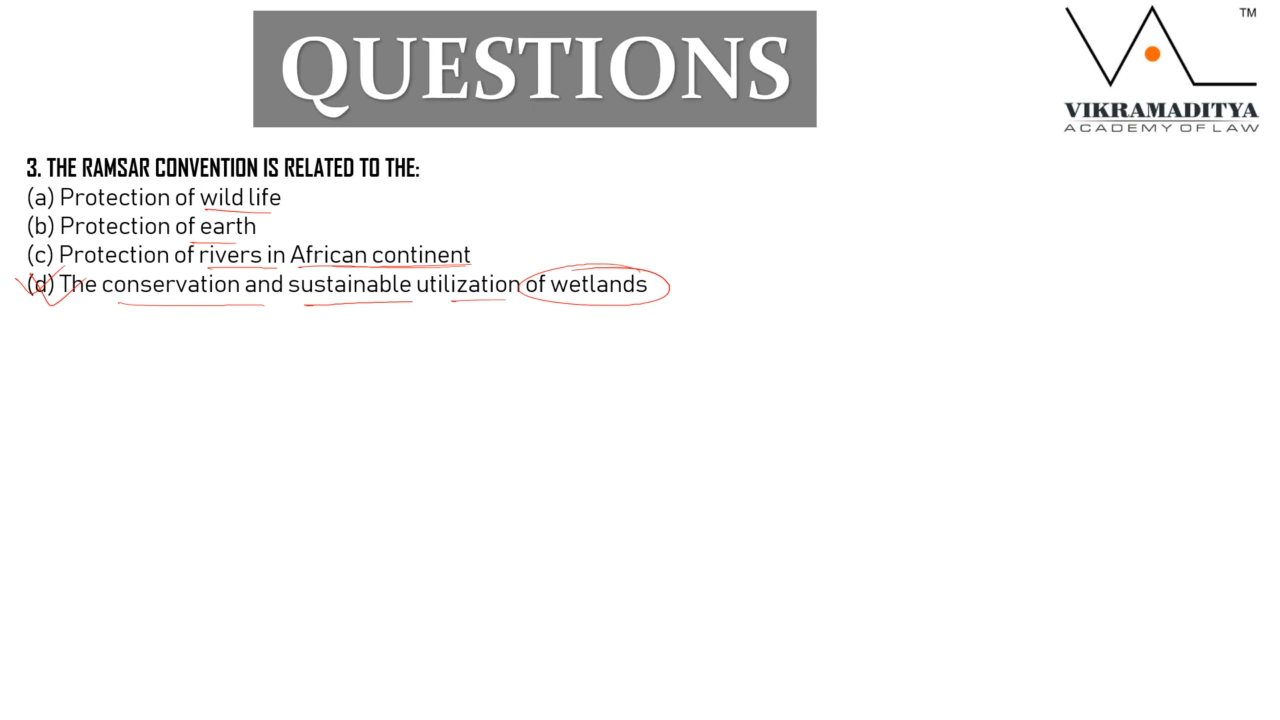 QUESTIONS
TM
VIKRAMADITYA
ACADEMY OF LAW
3. THE RAMSAR CONVENTION IS RELATED TO THE:
(a) Protection of wild life
(b) Protection of earth
(c) Protection of rivers in African continent
(d) The conservation and sustainable utilization of wetlands